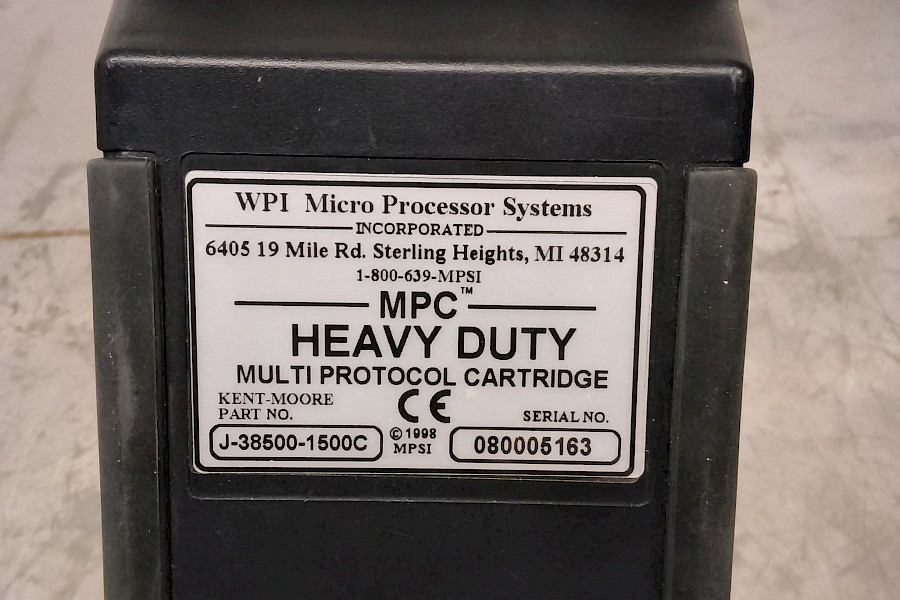 WPI Micro Processor Systems
INCORPORATED
6405 19 Mile Rd. Sterling Heights, MI 48314
1-800-639-MPSI
MPC™
HEAVY DUTY
MULTI PROTOCOL CARTRIDGE
KENT-MOORE
PART NO.
J-38500-1500C
CE
©1998
MPSI
SERIAL NO.
080005163